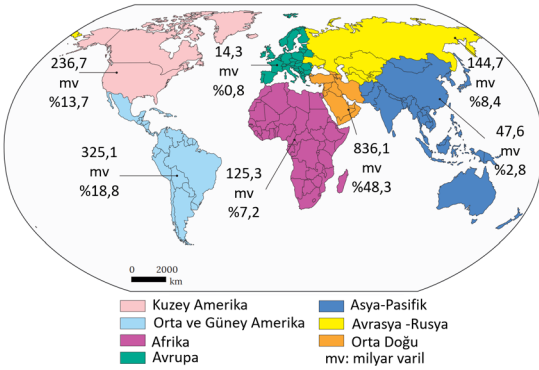 236,7
mv
%13,7
14,3
mv
%0,8
144,7
mv
%8,4
47,6
mv
%2,8
325,1
mv
%18,8
125,3
mv
%7,2
836,1
mv
%48,3
0 2000
km
Kuzey Amerika
Orta ve Güney Amerika
Afrika
Avrupa
Asya-Pasifik
Avrasya -Rusya
Orta Doğu
mv: milyar varil